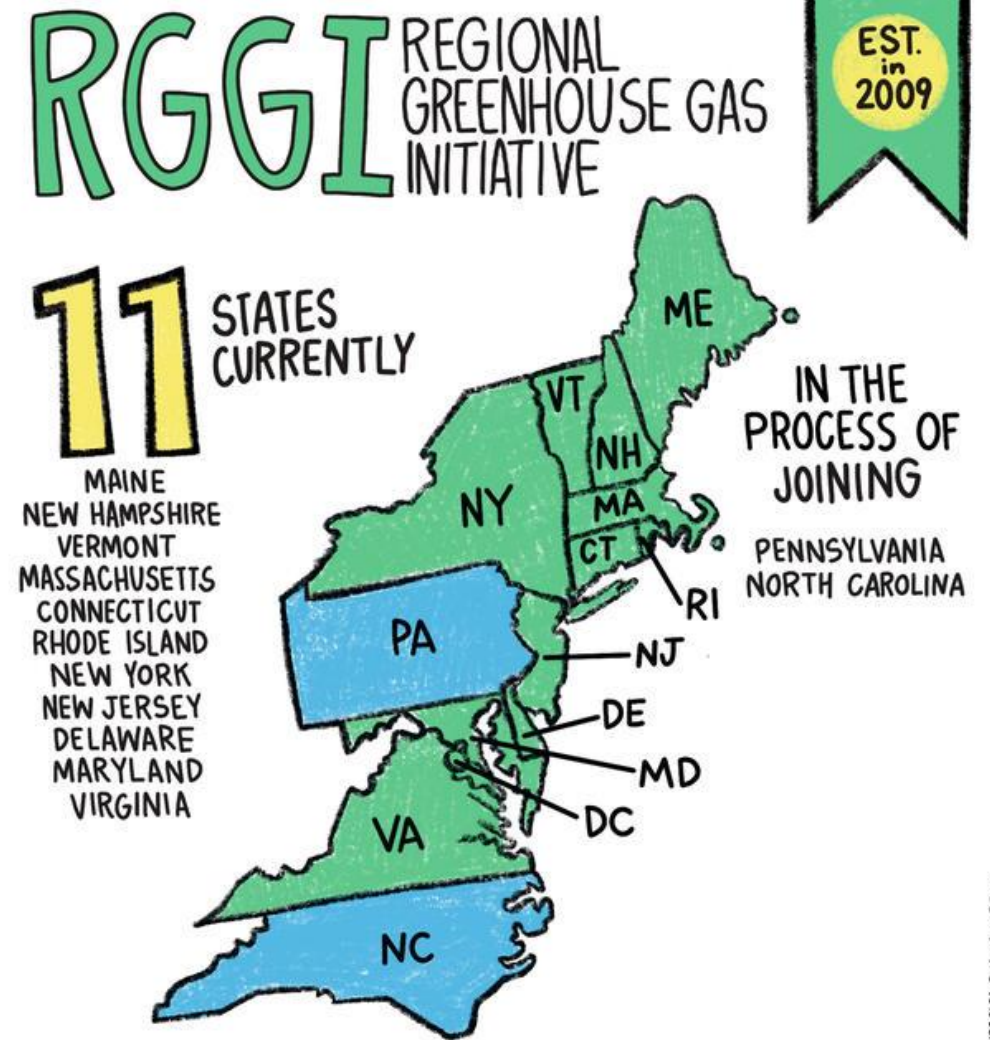 RGGI
REGIONAL
GREENHOUSE GAS
INITIATIVE
EST.
in
2009
11
STATES
CURRENTLY
MAINE
NEW HAMPSHIRE
VERMONT
MASSACHUSETTS
CONNECTICUT
RHODE ISLAND
NEW YORK
NEW JERSEY
DELAWARE
MARYLAND
VIRGINIA
IN THE
PROCESS OF
JOINING
PENNSYLVANIA
NORTH CAROLINA
ME
VT
NH
NY
MA
CT
RI
PA
NJ
DE
MD
DC
VA
NC